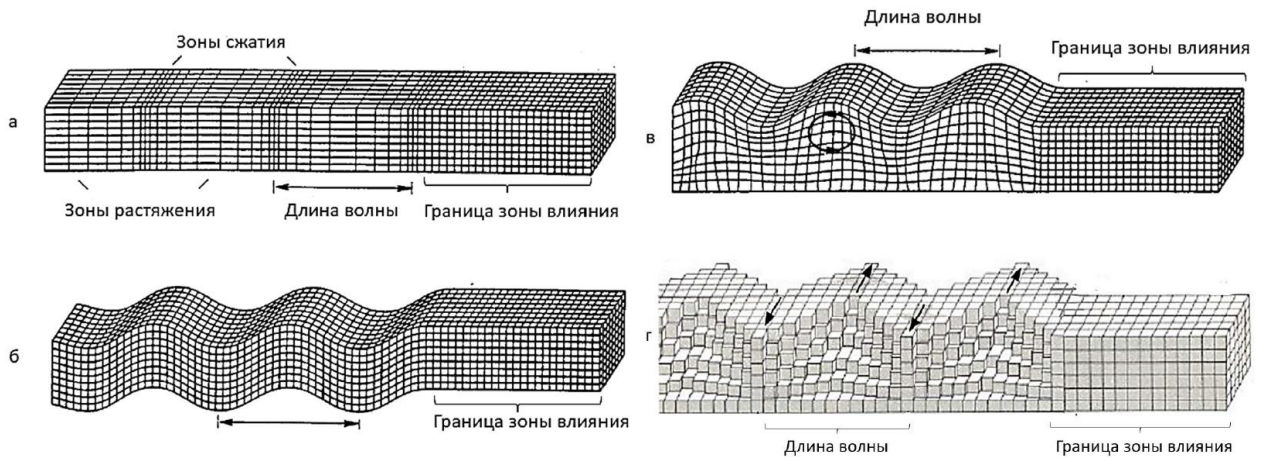 Зоны сжатия
а
Зоны растяжения
Длина волны
Граница зоны влияния
б
Граница зоны влияния
Длина волны
Граница зоны влияния
в
г
Длина волны
Граница зоны влияния